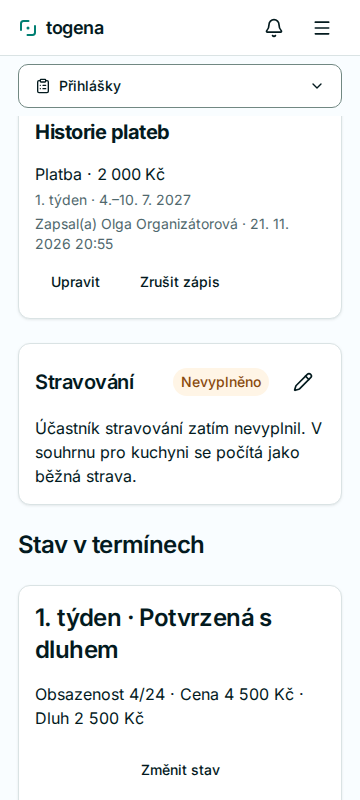 togena
Přihlášky
Historie plateb
Platba · 2 000 Kč
1. týden · 4.–10. 7. 2027
Zapsal(a) Olga Organizátorová · 21. 11.
2026 20:55
Upravit Zrušit zápis
Stravování Nevyplněno
Účastník stravování zatím nevyplnil. V
souhrnu pro kuchyni se počítá jako
běžná strava.
Stav v termínech
1. týden · Potvrzená s
dluhem
Obsazenost 4/24 · Cena 4 500 Kč ·
Dluh 2 500 Kč
Změnit stav